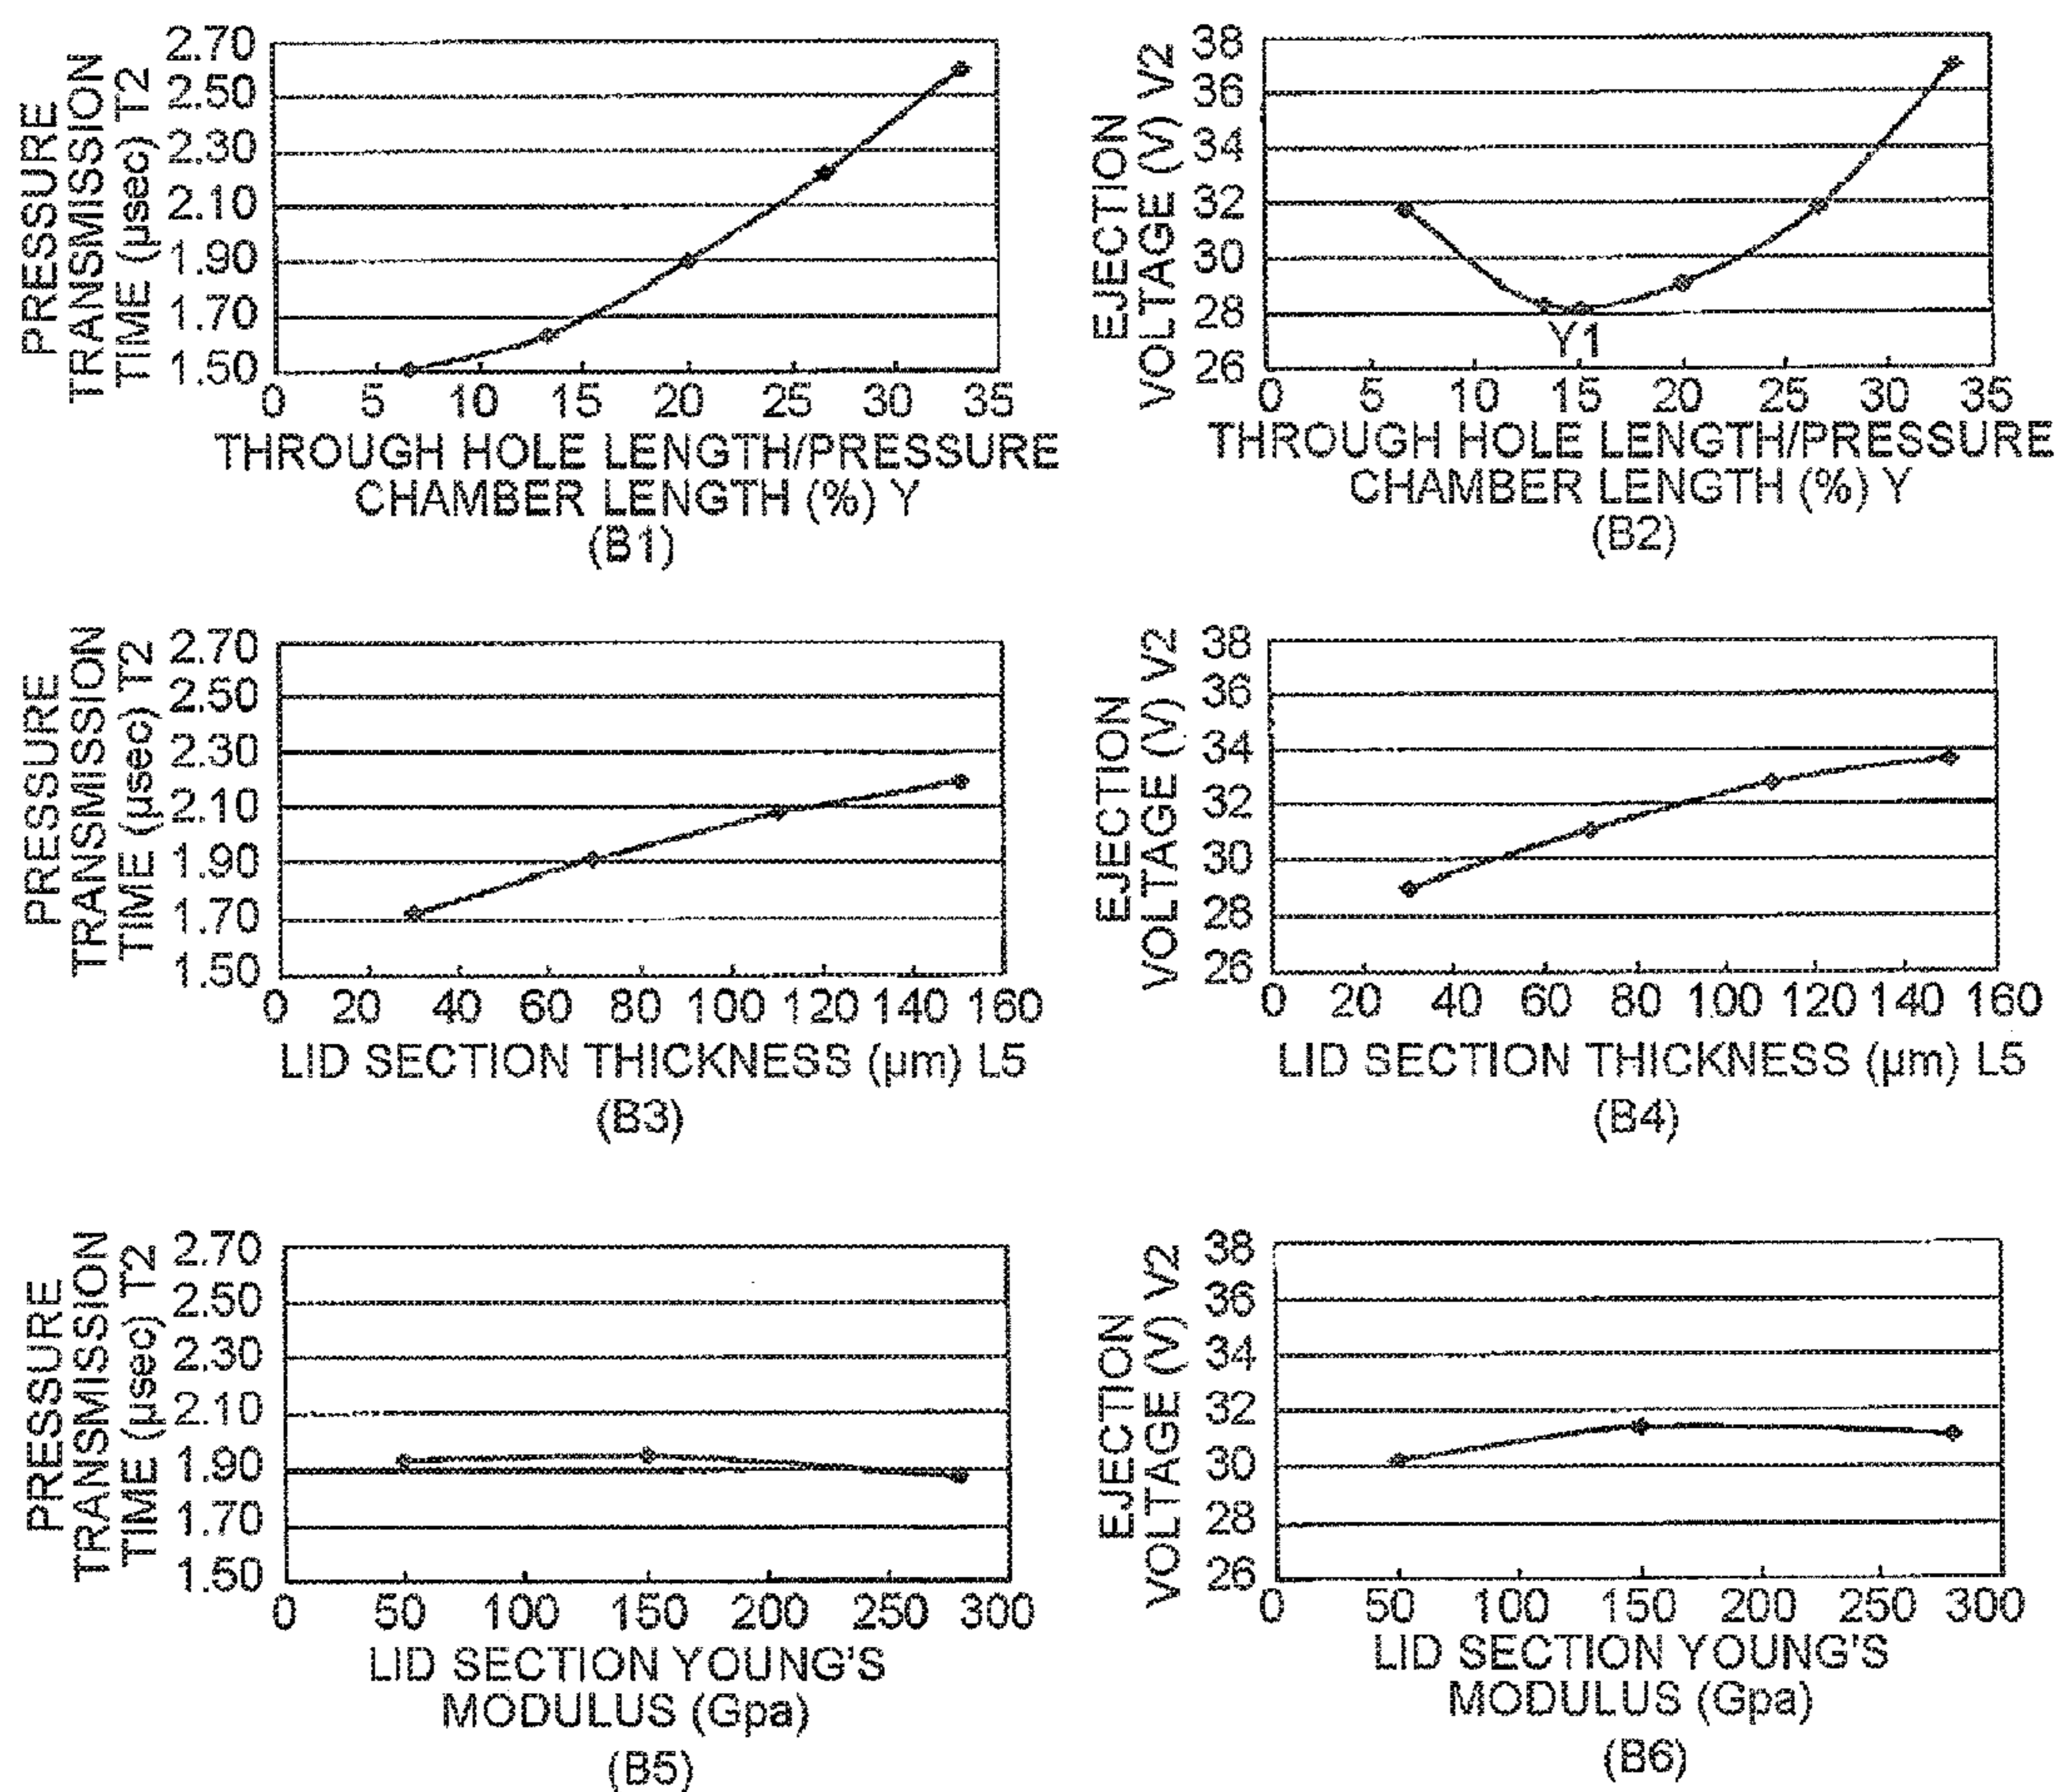 PRESSURE
TRANSMISSION
TIME (µsec) T2
2.70
2.50
2.30
2.10
1.90
1.70
1.50
0 5 10 15 20 25 30 35
THROUGH HOLE LENGTH/PRESSURE
CHAMBER LENGTH (%) Y
(B1)
EJECTION
VOLTAGE (V) V2
38
36
34
32
30
28
26
Y1
0 5 10 15 20 25 30 35
THROUGH HOLE LENGTH/PRESSURE
CHAMBER LENGTH (%) Y
(B2)
PRESSURE
TRANSMISSION
TIME (µsec) T2
2.70
2.50
2.30
2.10
1.90
1.70
1.50
0 20 40 60 80 100 120 140 160
LID SECTION THICKNESS (µm) L5
(B3)
EJECTION
VOLTAGE (V) V2
38
36
34
32
30
28
26
0 20 40 60 80 100 120 140 160
LID SECTION THICKNESS (µm) L5
(B4)
PRESSURE
TRANSMISSION
TIME (µsec) T2
2.70
2.50
2.30
2.10
1.90
1.70
1.50
0 50 100 150 200 250 300
LID SECTION YOUNG'S
MODULUS (Gpa)
(B5)
EJECTION
VOLTAGE (V) V2
38
36
34
32
30
28
26
0 50 100 150 200 250 300
LID SECTION YOUNG'S
MODULUS (Gpa)
(B6)